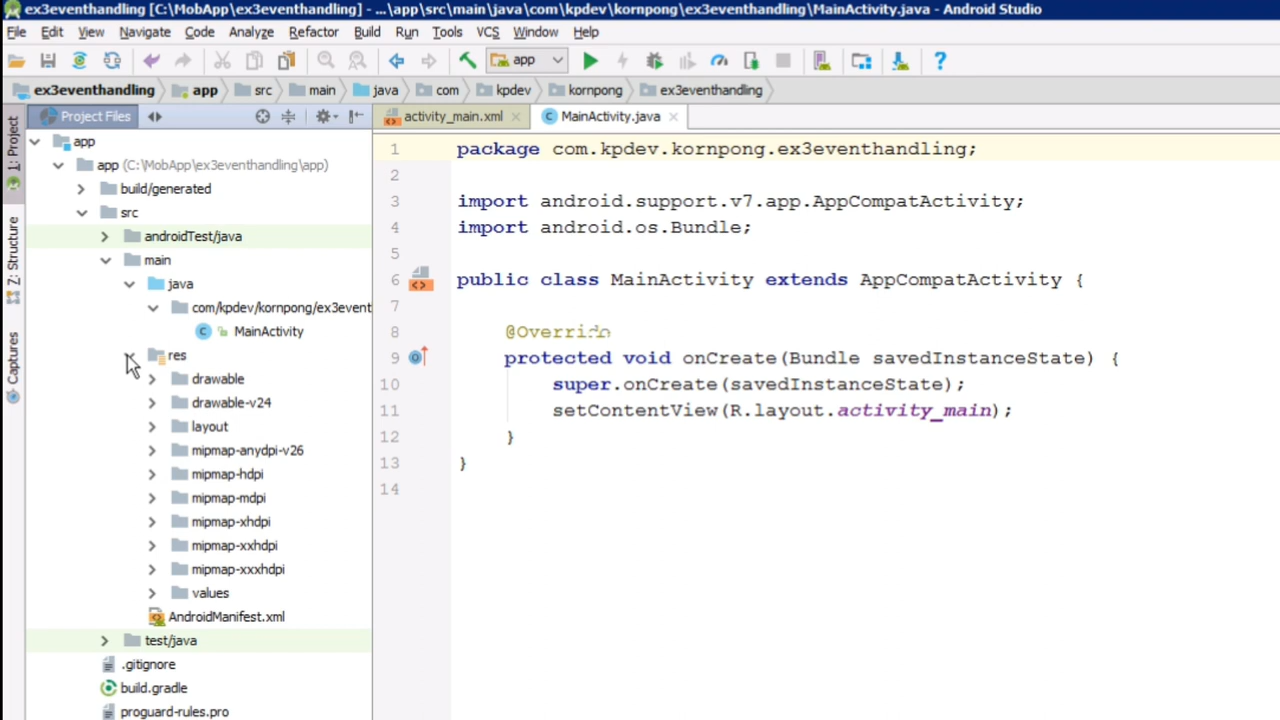 ex3eventhandling [C:\MobApp\ex3eventhandling] - ...\app\src\main\java\com\kpdev\kornpong\ex3eventhandling\MainActivity.java - Android Studio
File Edit View Navigate Code Analyze Refactor Build Run Tools VCS Window Help
app
ex3eventhandling app src main java com kpdev kornpong ex3eventhandling
1: Project
Z: Structure
Captures
Project Files
app
app (C:\MobApp\ex3eventhandling\app)
build/generated
src
androidTest/java
main
java
com/kpdev/kornpong/ex3event
MainActivity
res
drawable
drawable-v24
layout
mipmap-anydpi-v26
mipmap-hdpi
mipmap-mdpi
mipmap-xhdpi
mipmap-xxhdpi
mipmap-xxxhdpi
values
AndroidManifest.xml
test/java
.gitignore
build.gradle
proguard-rules.pro
activity_main.xml MainActivity.java
1 package com.kpdev.kornpong.ex3eventhandling;
2
3 import android.support.v7.app.AppCompatActivity;
4 import android.os.Bundle;
5
6 public class MainActivity extends AppCompatActivity {
7
8 @Override
9 protected void onCreate(Bundle savedInstanceState) {
10 super.onCreate(savedInstanceState);
11 setContentView(R.layout.activity_main);
12 }
13 }
14